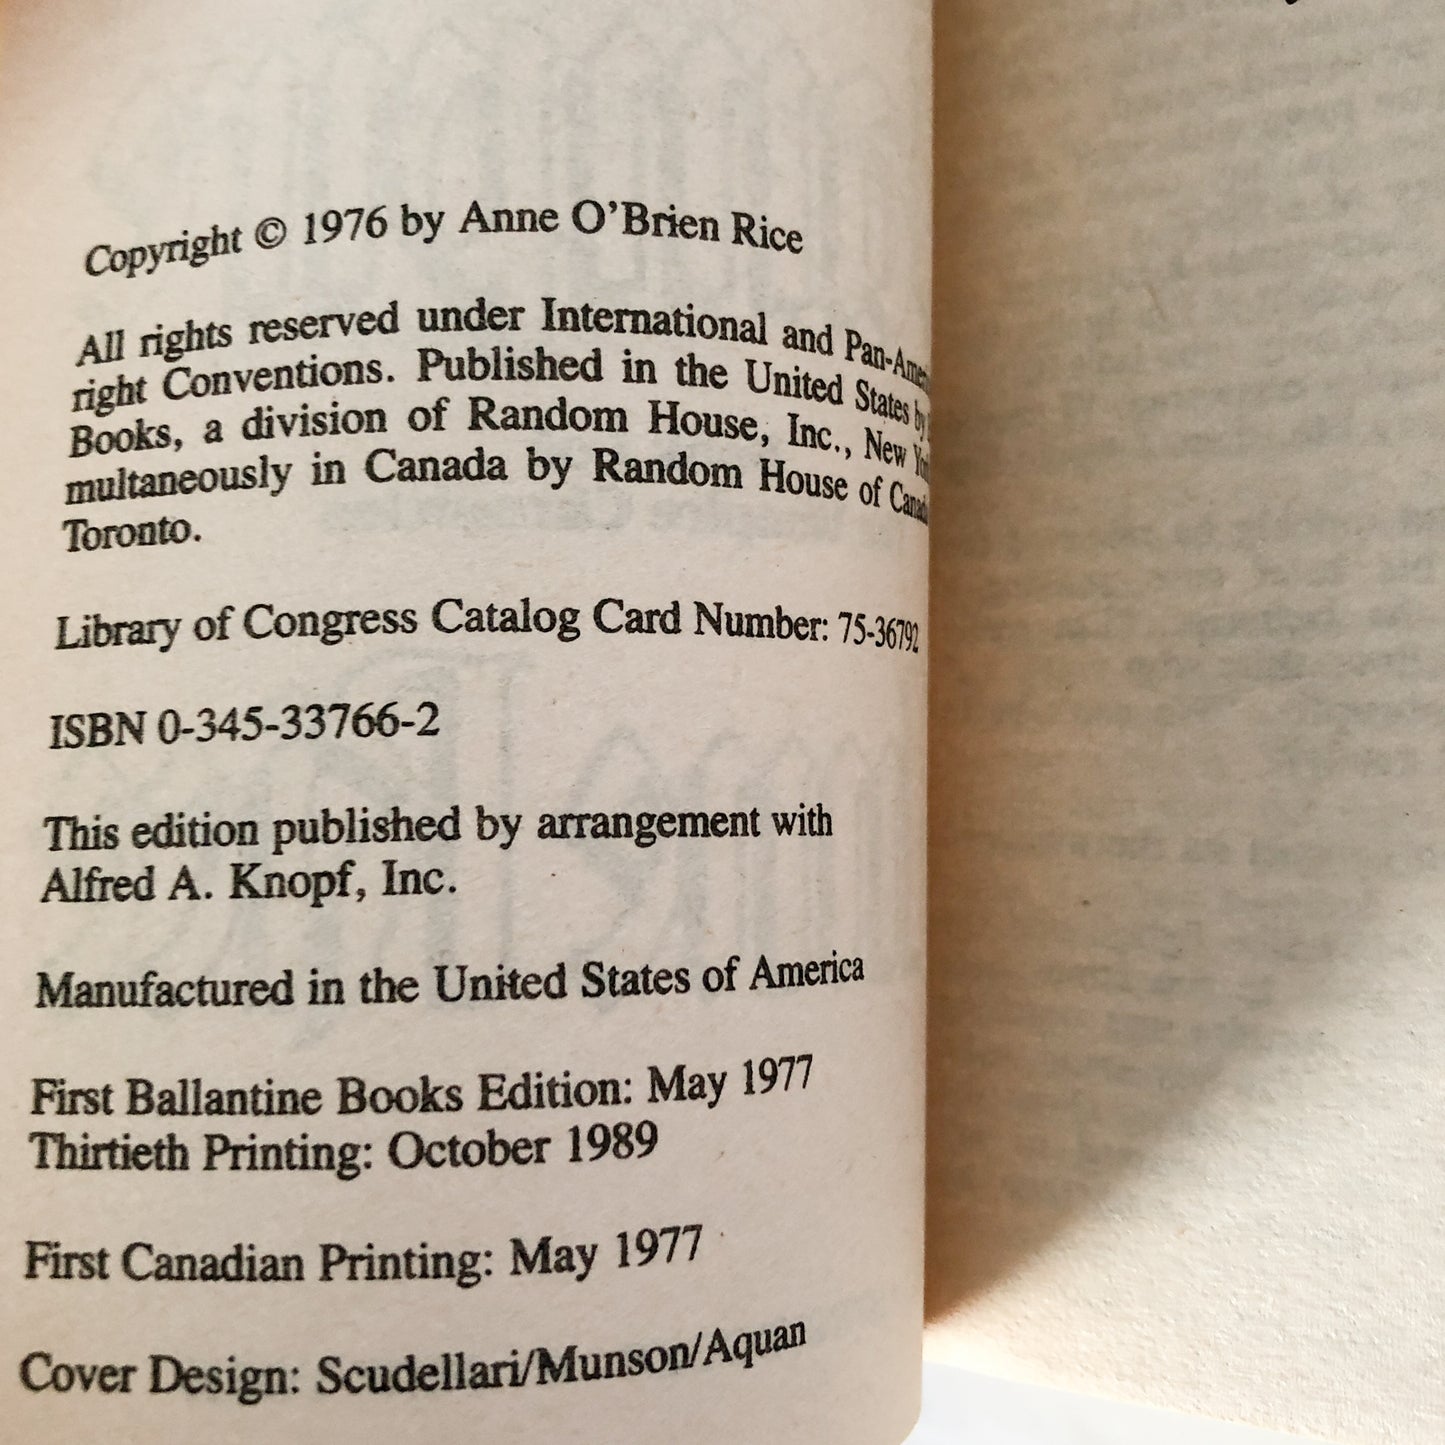 Copyright © 1976 by Anne O'Brien Rice
All rights reserved under International and Pan-Ame
right Conventions. Published in the United States by
Books, a division of Random House, Inc., New York
multaneously in Canada by Random House of Canada
Toronto.
Library of Congress Catalog Card Number: 75-36792
ISBN 0-345-33766-2
This edition published by arrangement with
Alfred A. Knopf, Inc.
Manufactured in the United States of America
First Ballantine Books Edition: May 1977
Thirtieth Printing: October 1989
First Canadian Printing: May 1977
Cover Design: Scudellari/Munson/Aquan